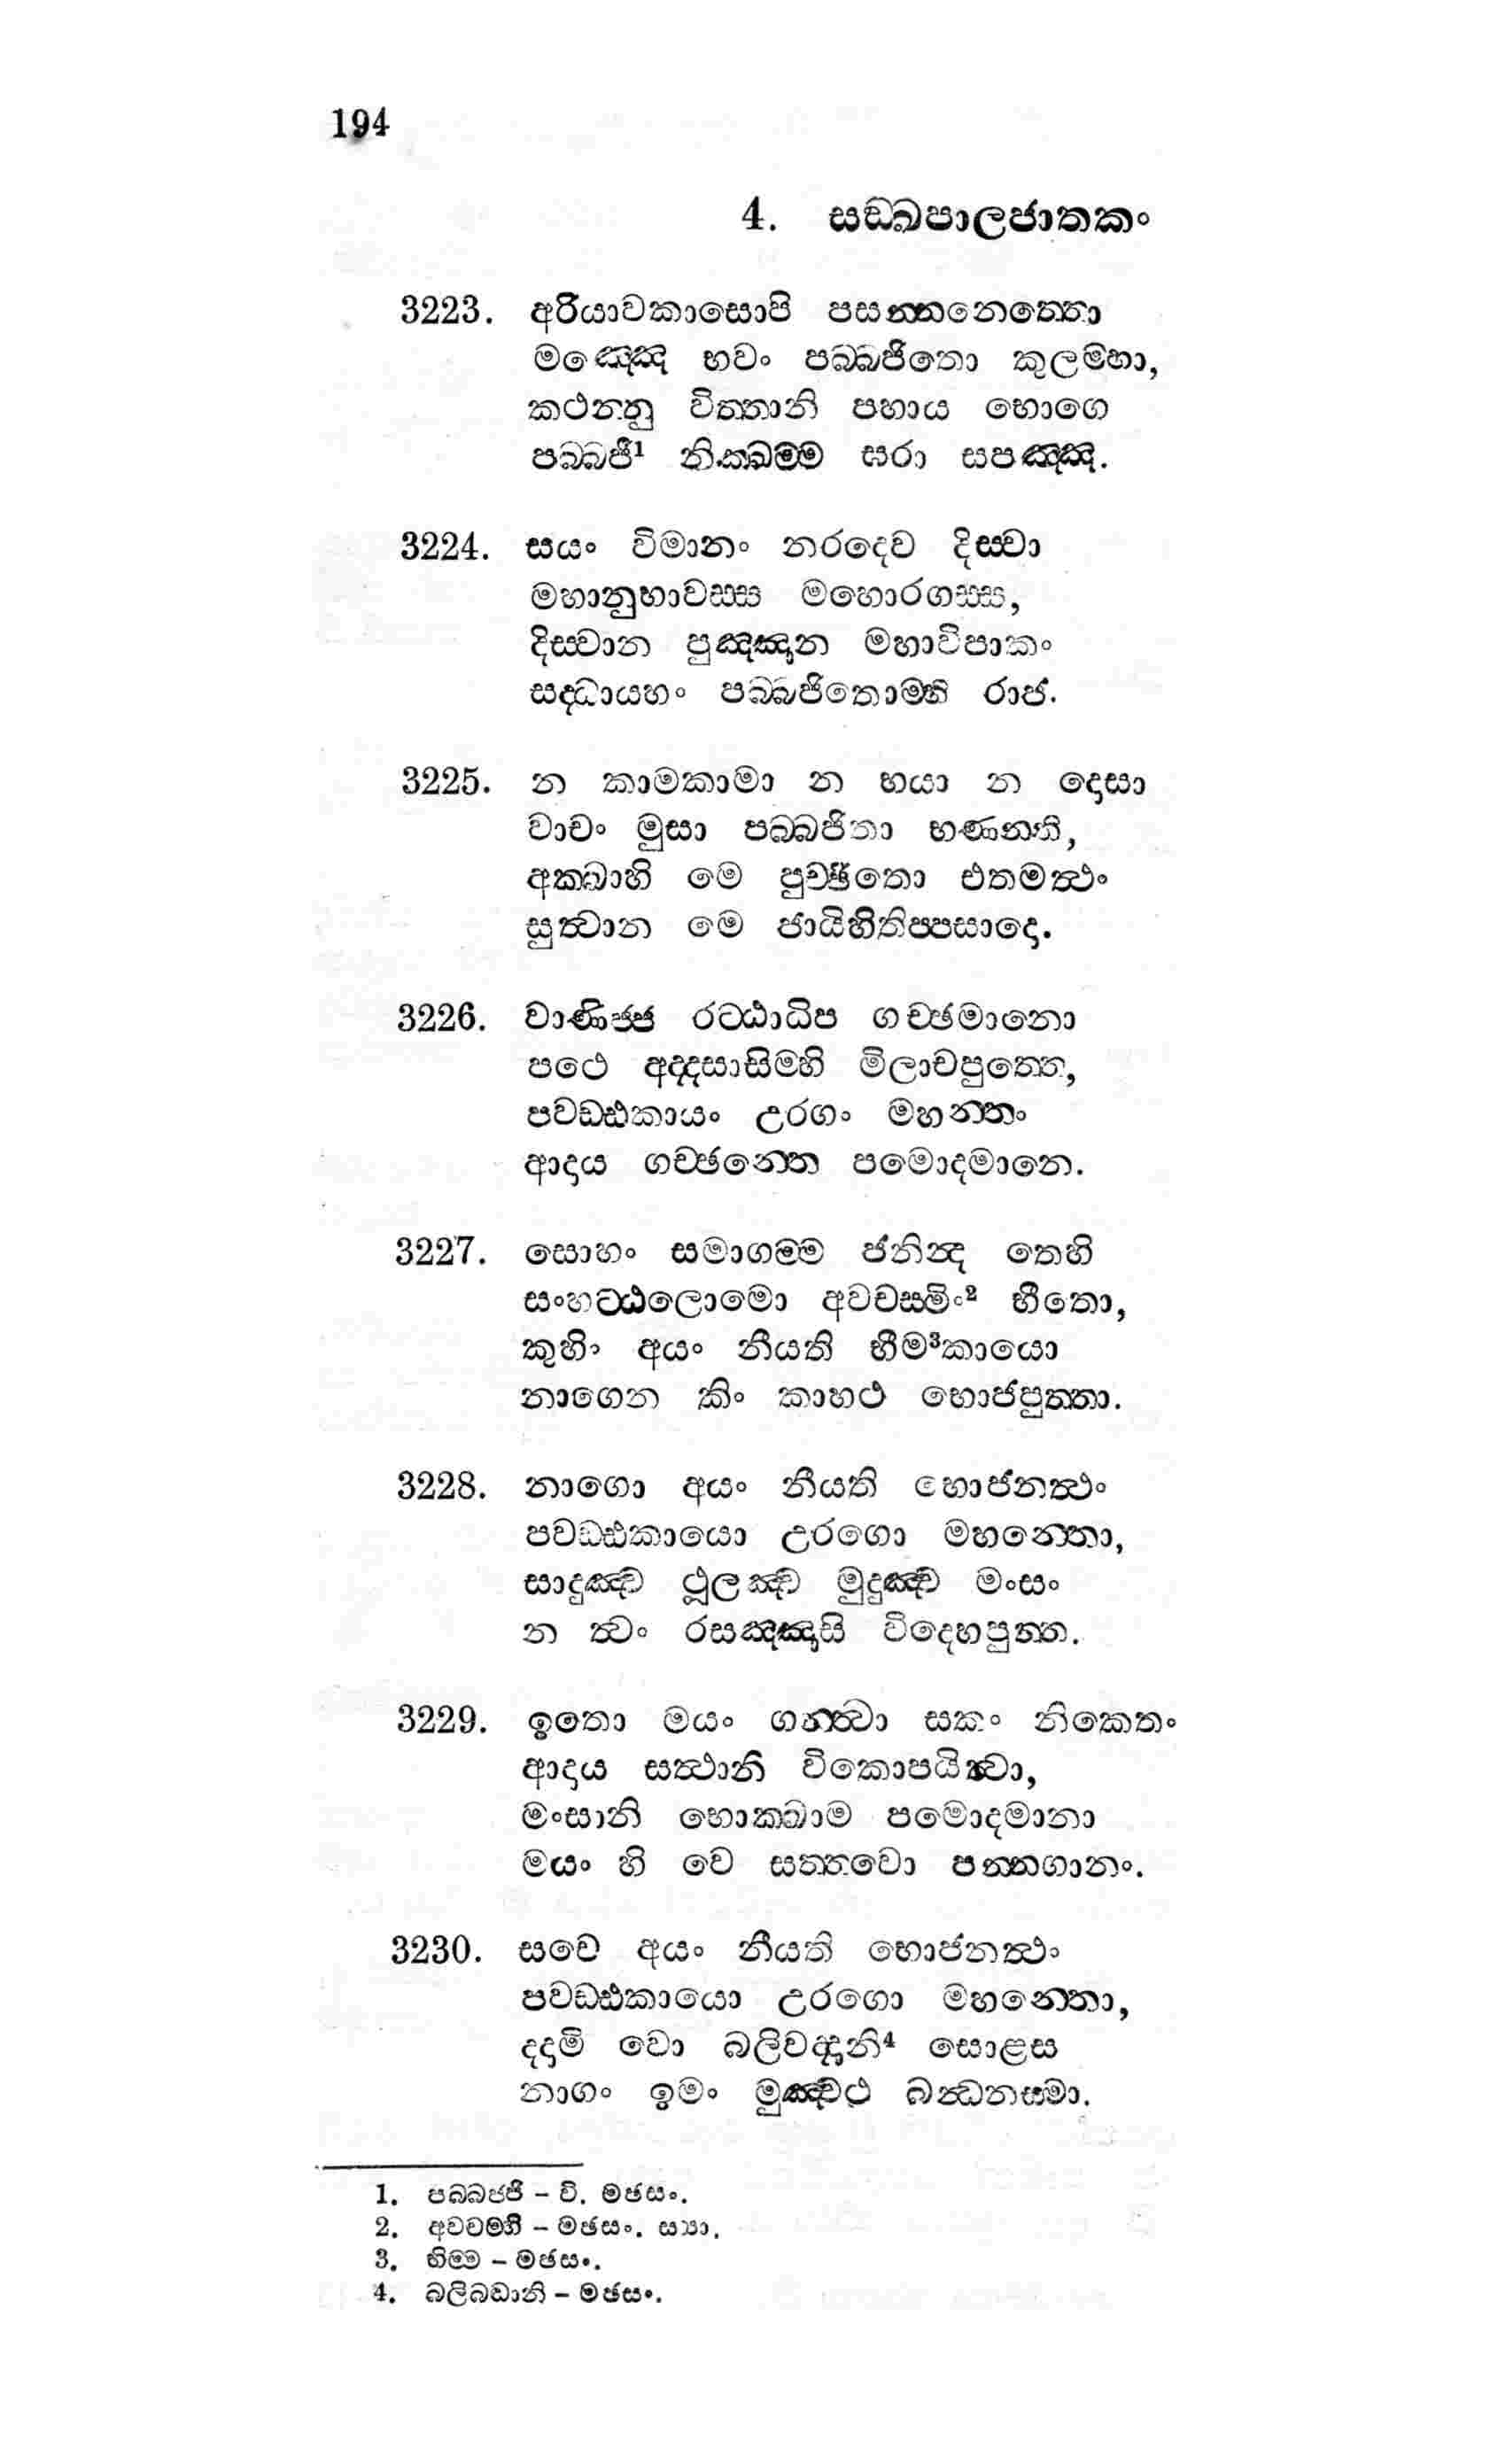 194
4. සඞ්ඛපාලජාතකං
3223. අරියාවකාසොපි පසන්නනෙත්තො
මඤ්ඤෙ භවං පබ්බජිතො කුලම්හා,
කථන්නු විත්තානි පහාය භොගෙ
පබ්බජී¹ නික්ඛම්ම ඝරා සපඤ්ඤ.
3224. සයං විමානං නරදෙව දිස්වා
මහානුභාවස්ස මහොරගස්ස,
දිස්වාන පුඤ්ඤාන මහාවිපාකං
සද්ධායහං පබ්බජිතොම්හි රාජ.
3225. න කාමකාමා න භයා න දොසා
වාචං මුසා පබ්බජිතා භණන්ති,
අක්ඛාහි මෙ පුච්ඡිතො එතමත්ථං
සුත්වාන මෙ ජායිහිතිප්පසාදො.
3226. වාණිජ්ජ රට්ඨාධිප ගච්ඡමානො
පථෙ අද්දසාසිම්හි මිලාචපුත්තෙ,
පවඩ්ඪකායං උරගං මහන්තං
ආදාය ගච්ඡන්තෙ පමොදමානෙ.
3227. සොහං සමාගම්ම ජනින්ද තෙහි
සංහට්ඨලොමො අවචස්මිං² භීතො,
කුහිං අයං නීයති භීම³කායො
නාගෙන කිං කාහථ භොජපුත්තා.
3228. නාගො අයං නීයති භොජනත්ථං
පවඩ්ඪකායො උරගො මහන්තො,
සාදුඤ්ච ථූලඤ්ච මුදුඤ්ච මංසං
න ත්වං රසඤ්ඤාසි විදෙහපුත්ත.
3229. ඉතො මයං ගන්ත්වා සකං නිකෙතං
ආදාය සත්ථානි විකොපයිත්වා,
මංසානි භොක්ඛාම පමොදමානා
මයං හි වෙ සත්තවො පන්නගානං.
3230. සචෙ අයං නීයති භොජනත්ථං
පවඩ්ඪකායො උරගො මහන්තො,
දදාමි වො බලිවද්දානි⁴ සොළස
නාගං ඉමං මුඤ්චථ බන්ධනස්මා.
1. පබ්බජ්ජී – වි. මඡසං.
2. අවචම්හි – මඡසං. ස්‍යා.
3. භිම්ම – මඡසං.
4. බලිබද්ධානි – මඡසං.